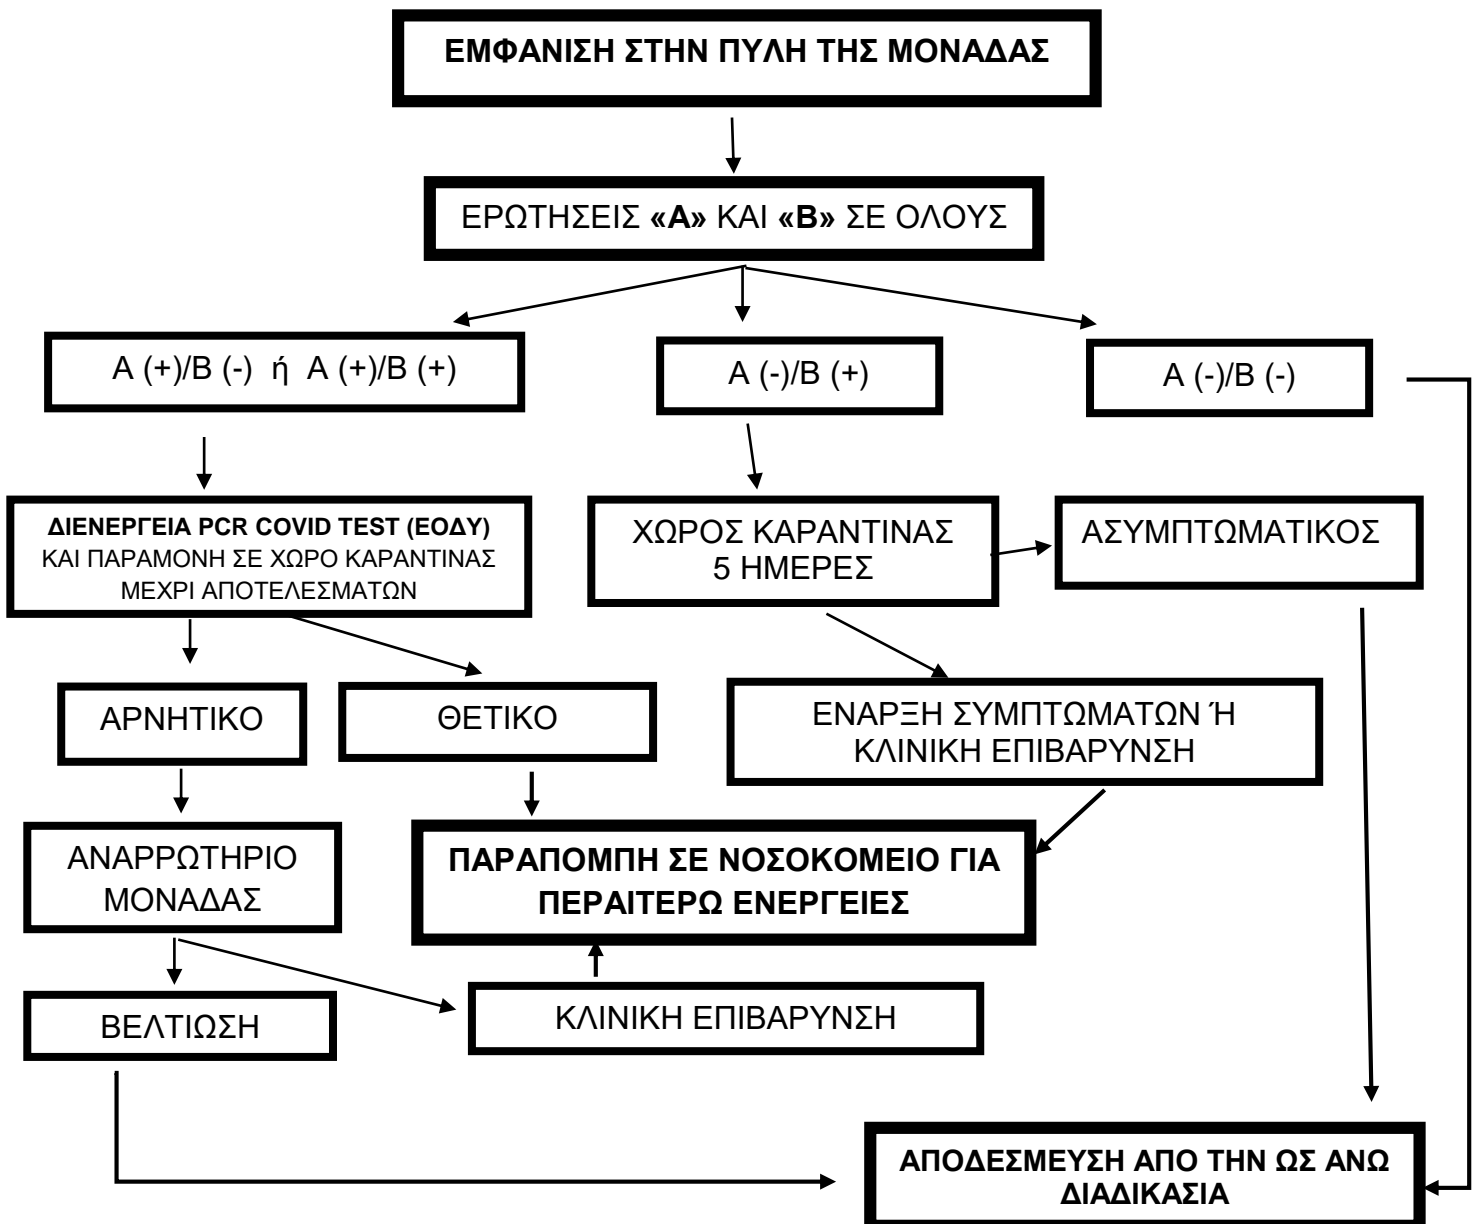 ΕΜΦΑΝΙΣΗ ΣΤΗΝ ΠΥΛΗ ΤΗΣ ΜΟΝΑΔΑΣ
ΕΡΩΤΗΣΕΙΣ «Α» ΚΑΙ «Β» ΣΕ ΟΛΟΥΣ
Α (+)/Β (-) ή Α (+)/Β (+)
Α (-)/Β (+)
Α (-)/Β (-)
ΔΙΕΝΕΡΓΕΙΑ PCR COVID TEST (ΕΟΔΥ)
ΚΑΙ ΠΑΡΑΜΟΝΗ ΣΕ ΧΩΡΟ ΚΑΡΑΝΤΙΝΑΣ
ΜΕΧΡΙ ΑΠΟΤΕΛΕΣΜΑΤΩΝ
ΧΩΡΟΣ ΚΑΡΑΝΤΙΝΑΣ
5 ΗΜΕΡΕΣ
ΑΣΥΜΠΤΩΜΑΤΙΚΟΣ
ΑΡΝΗΤΙΚΟ
ΘΕΤΙΚΟ
ΕΝΑΡΞΗ ΣΥΜΠΤΩΜΑΤΩΝ Ή
ΚΛΙΝΙΚΗ ΕΠΙΒΑΡΥΝΣΗ
ΑΝΑΡΡΩΤΗΡΙΟ
ΜΟΝΑΔΑΣ
ΠΑΡΑΠΟΜΠΗ ΣΕ ΝΟΣΟΚΟΜΕΙΟ ΓΙΑ
ΠΕΡΑΙΤΕΡΩ ΕΝΕΡΓΕΙΕΣ
ΒΕΛΤΙΩΣΗ
ΚΛΙΝΙΚΗ ΕΠΙΒΑΡΥΝΣΗ
ΑΠΟΔΕΣΜΕΥΣΗ ΑΠΟ ΤΗΝ ΩΣ ΑΝΩ
ΔΙΑΔΙΚΑΣΙΑ